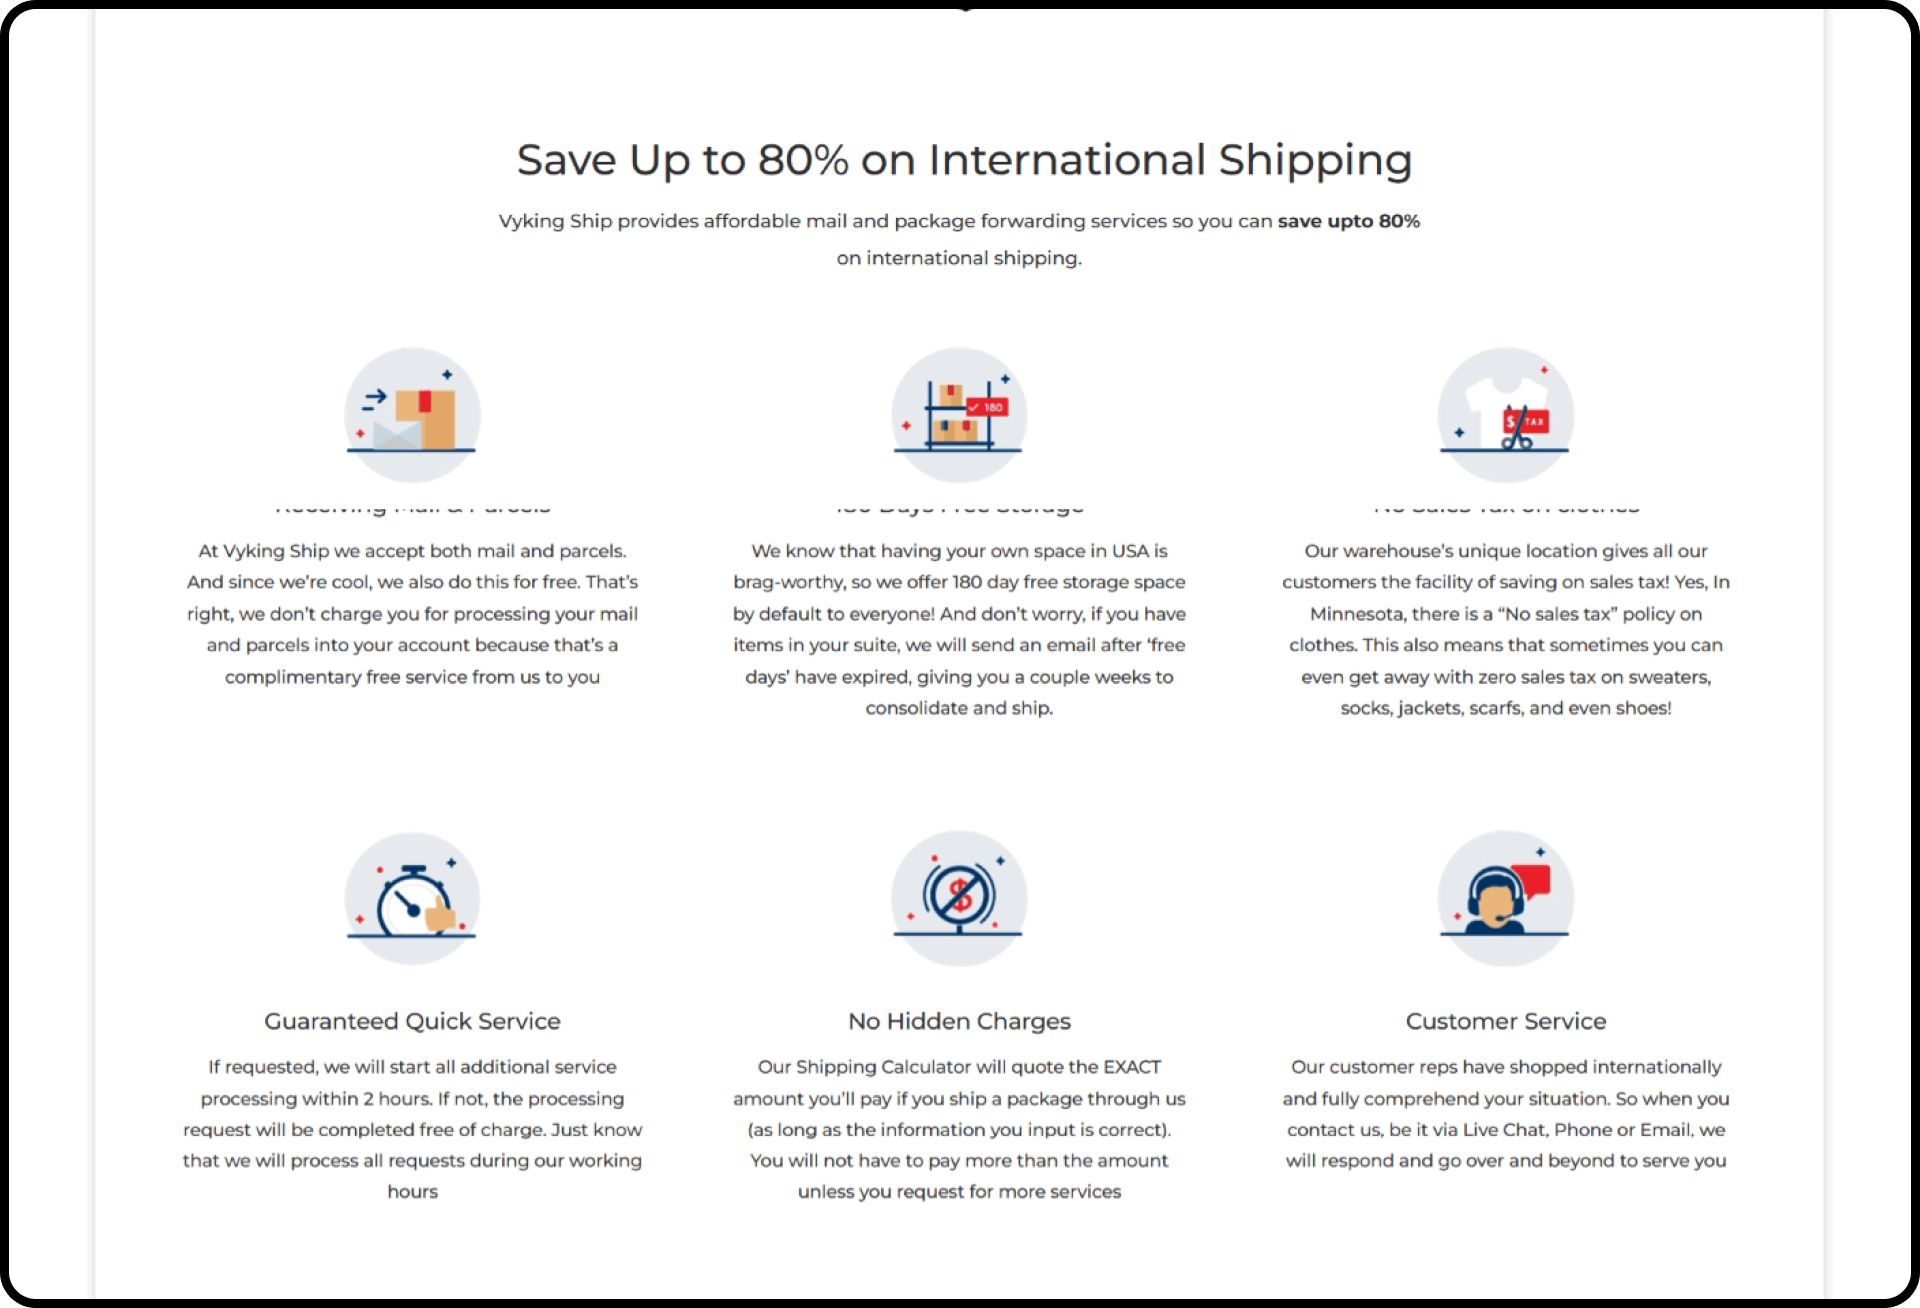 Save Up to 80% on International Shipping
Vyking Ship provides affordable mail and package forwarding services so you can save upto 80%
on international shipping.
Receiving Mail & Parcels
At Vyking Ship we accept both mail and parcels.
And since we’re cool, we also do this for free. That’s
right, we don’t charge you for processing your mail
and parcels into your account because that’s a
complimentary free service from us to you
180
180 Days Free Storage
We know that having your own space in USA is
brag-worthy, so we offer 180 day free storage space
by default to everyone! And don’t worry, if you have
items in your suite, we will send an email after ‘free
days’ have expired, giving you a couple weeks to
consolidate and ship.
$ TAX
No Sales Tax on clothes
Our warehouse’s unique location gives all our
customers the facility of saving on sales tax! Yes, In
Minnesota, there is a “No sales tax” policy on
clothes. This also means that sometimes you can
even get away with zero sales tax on sweaters,
socks, jackets, scarfs, and even shoes!
Guaranteed Quick Service
If requested, we will start all additional service
processing within 2 hours. If not, the processing
request will be completed free of charge. Just know
that we will process all requests during our working
hours
$
No Hidden Charges
Our Shipping Calculator will quote the EXACT
amount you’ll pay if you ship a package through us
(as long as the information you input is correct).
You will not have to pay more than the amount
unless you request for more services
Customer Service
Our customer reps have shopped internationally
and fully comprehend your situation. So when you
contact us, be it via Live Chat, Phone or Email, we
will respond and go over and beyond to serve you